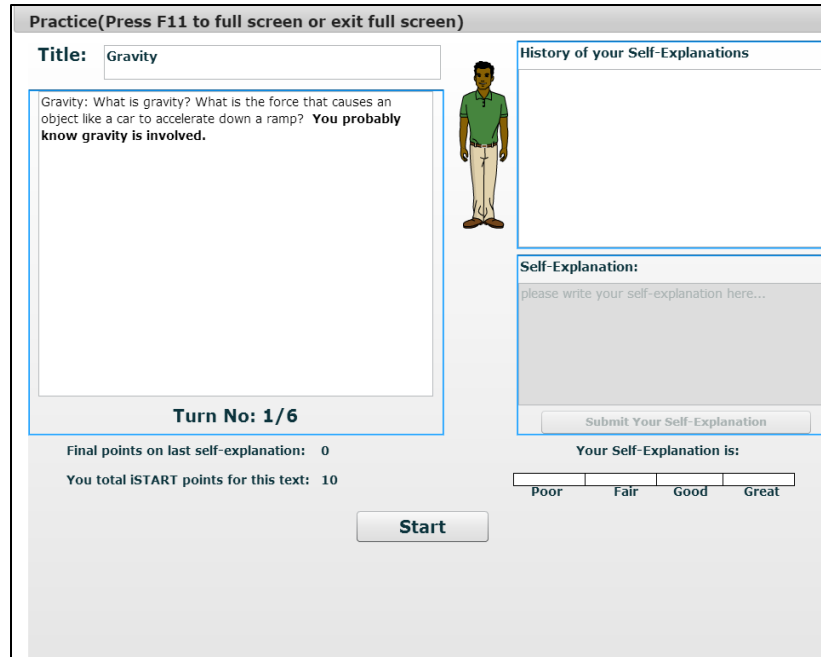 Practice(Press F11 to full screen or exit full screen)
Title:
Gravity
Gravity: What is gravity? What is the force that causes an
object like a car to accelerate down a ramp? You probably
know gravity is involved.
Turn No: 1/6
Final points on last self-explanation: 0
You total iSTART points for this text: 10
History of your Self-Explanations
Self-Explanation:
please write your self-explanation here...
Submit Your Self-Explanation
Your Self-Explanation is:
Poor Fair Good Great
Start